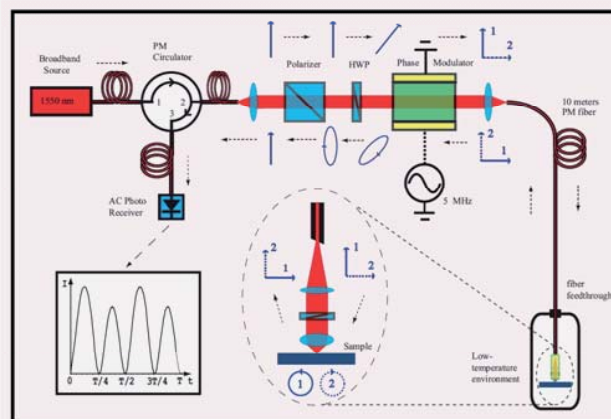 Broadband
Source
1550 nm
PM
Circulator
1
2
3
Polarizer
HWP
Phase
Modulator
1
2
10 meters
PM fiber
2
1
5 MHz
AC Photo
Receiver
2
1
1
2
I
0 T/4 T/2 3T/4 T t
Sample
1 2
fiber
feedthrough
Low-
temperature
environment